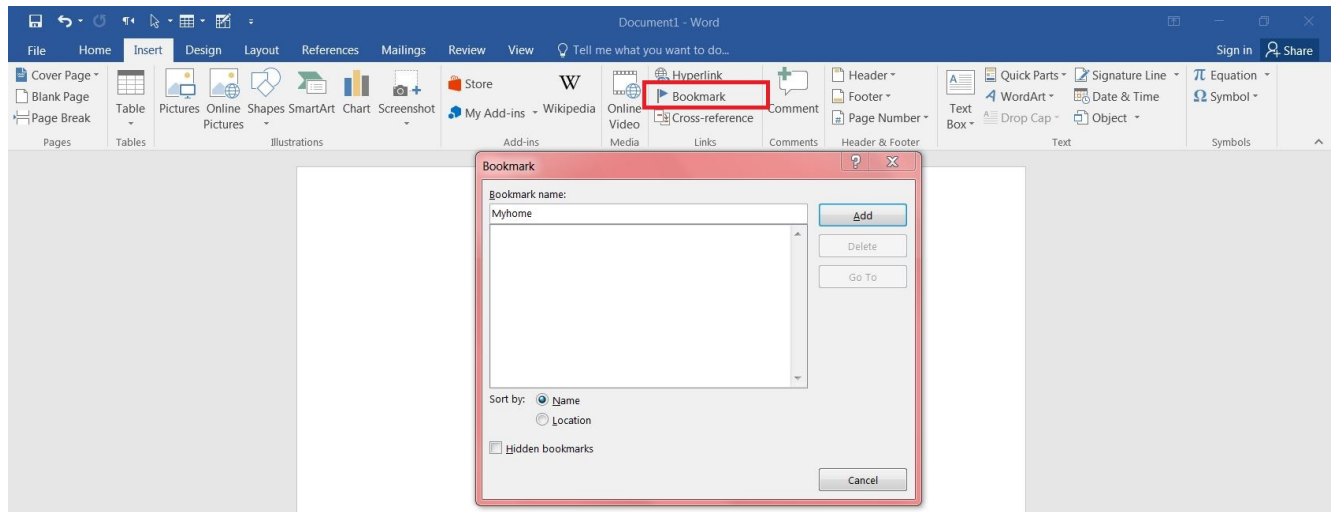 Document1 - Word
File Home Insert Design Layout References Mailings Review View Tell me what you want to do... Sign in Share
Cover Page
Blank Page
Page Break
Pages
Table
Tables
Pictures Online Pictures Shapes SmartArt Chart Screenshot
Illustrations
Store
My Add-ins
W
Wikipedia
Add-ins
Online Video
Media
Hyperlink
Bookmark
Cross-reference
Links
Comment
Comments
Header
Footer
Page Number
#
Header & Footer
A
Text Box
Quick Parts
A WordArt
A Drop Cap
Signature Line
Date & Time
Object
Text
π Equation
Ω Symbol
Symbols
Bookmark ?
Bookmark name:
Myhome
Add
Delete
Go To
Sort by: Name
Location
Hidden bookmarks
Cancel